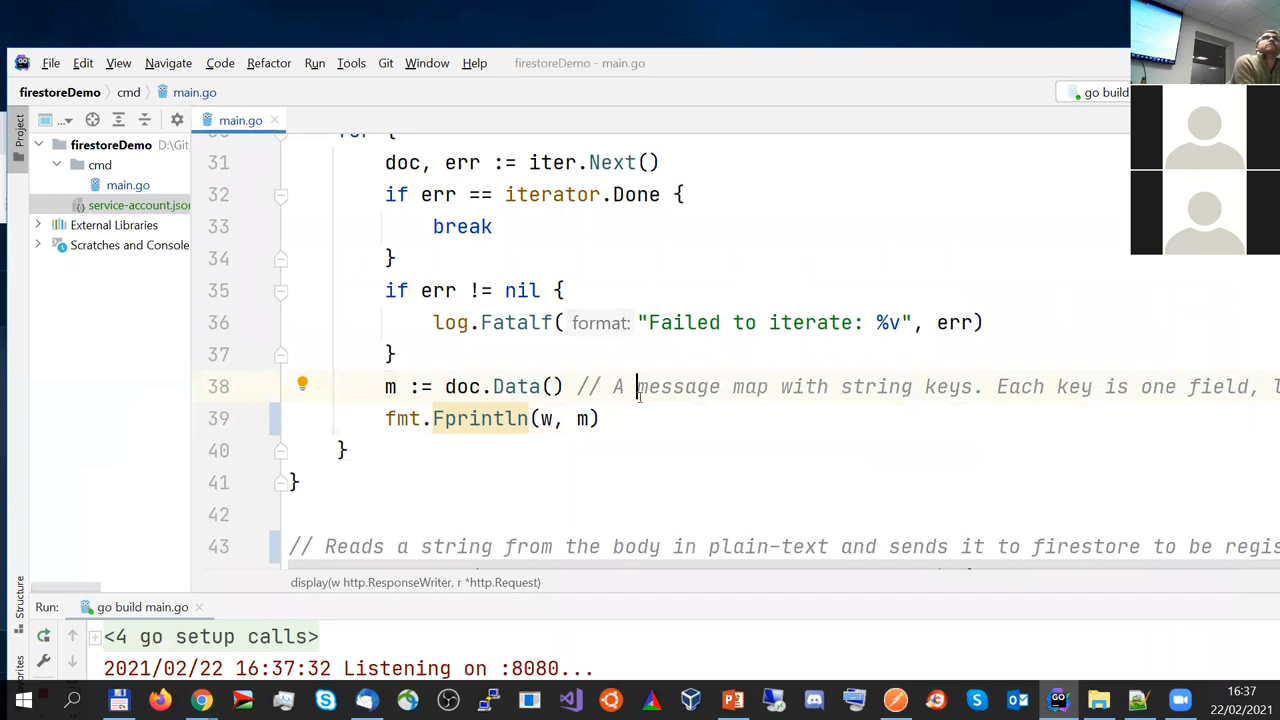 File Edit View Navigate Code Refactor Run Tools Git Window Help firestoreDemo - main.go
firestoreDemo cmd main.go go build
Project ... main.go
firestoreDemo D:\Git
cmd
main.go
service-account.json
External Libraries
Scratches and Console
31 doc, err := iter.Next()
32 if err == iterator.Done {
33 break
34 }
35 if err != nil {
36 log.Fatalf( format: "Failed to iterate: %v", err)
37 }
38 m := doc.Data() // A message map with string keys. Each key is one field,
39 fmt.Fprintln(w, m)
40 }
41 }
42
43 // Reads a string from the body in plain-text and sends it to firestore to be regis
display(w http.ResponseWriter, r *http.Request)
Structure
Run: go build main.go
<4 go setup calls>
2021/02/22 16:37:32 Listening on :8080...
16:37
22/02/2021